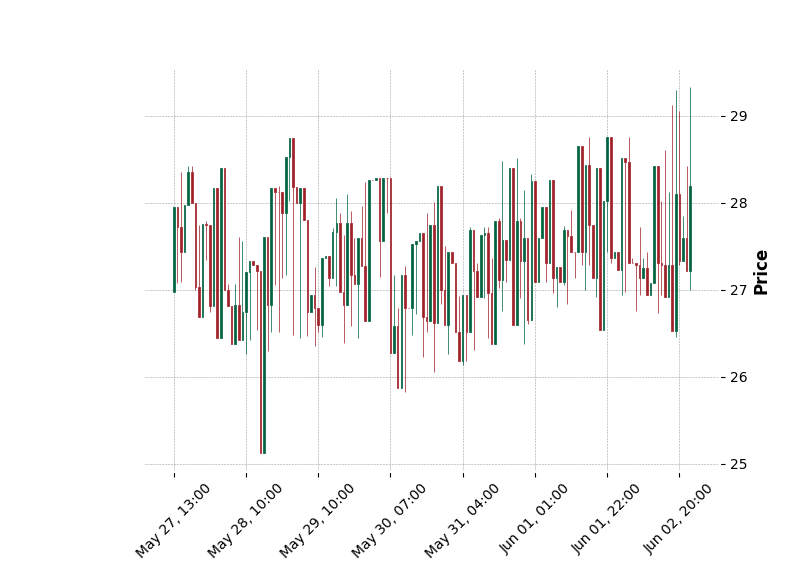 29
28
27
26
25
Price
May 27, 13:00
May 28, 10:00
May 29, 10:00
May 30, 07:00
May 31, 04:00
Jun 01, 01:00
Jun 01, 22:00
Jun 02, 20:00